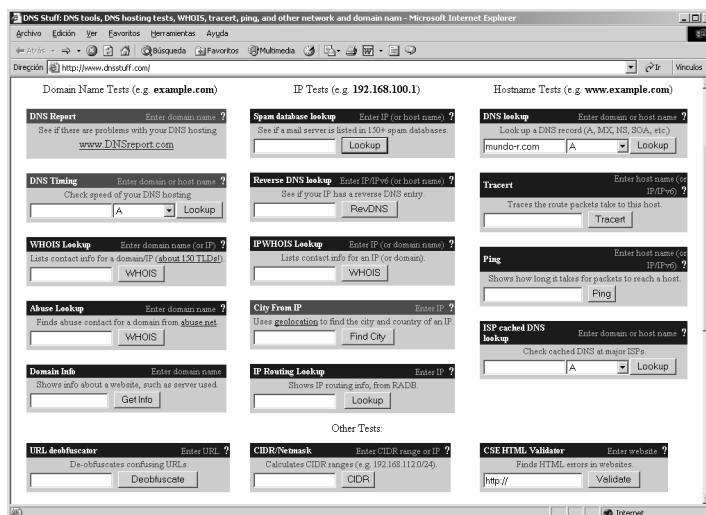 DNS Stuff: DNS tools, DNS hosting tests, WHOIS, tracert, ping, and other network and domain nam - Microsoft Internet Explorer
Archivo Edición Ver Favoritos Herramientas Ayuda
Atrás Búsqueda Favoritos Multimedia
Dirección http://www.dnsstuff.com/ Ir Vínculos
Domain Name Tests (e.g. example.com) IP Tests (e.g. 192.168.100.1) Hostname Tests (e.g. www.example.com)
DNS Report Enter domain name ?
See if there are problems with your DNS hosting
www.DNSreport.com
Spam database lookup Enter IP (or host name) ?
See if a mail server is listed in 150+ spam databases.
Lookup
DNS lookup Enter domain or host name ?
Look up a DNS record (A, MX, NS, SOA, etc.)
mundo-r.com A Lookup
DNS Timing Enter domain or host name ?
Check speed of your DNS hosting
A Lookup
Reverse DNS lookup Enter IP/IPv6 (or host name) ?
See if your IP has a reverse DNS entry.
RevDNS
Tracert Enter host name (or IP/IPv6) ?
Traces the route packets take to this host.
Tracert
WHOIS Lookup Enter domain name (or IP) ?
Lists contact info for a domain/IP (about 150 TLDs!).
WHOIS
IPWHOIS Lookup Enter IP (or domain name) ?
Lists contact info for an IP (or domain).
WHOIS
Ping Enter host name (or IP/IPv6) ?
Shows how long it takes for packets to reach a host.
Ping
Abuse Lookup Enter domain name ?
Finds abuse contact for a domain from abuse.net.
WHOIS
City From IP Enter IP ?
Uses geolocation to find the city and country of an IP.
Find City
ISP cached DNS lookup Enter domain or host name ?
Check cached DNS at major ISPs.
A Lookup
Domain Info Enter domain name
Shows info about a website, such as server used.
Get Info
IP Routing Lookup Enter IP ?
Shows IP routing info, from RADB.
Lookup
Other Tests:
URL deobfuscator Enter URL ?
De-obfuscates confusing URLs.
Deobfuscate
CIDR/Netmask Enter CIDR range or IP ?
Calculates CIDR ranges (e.g. 192.168.112.0/24).
CIDR
CSE HTML Validator Enter website ?
Finds HTML errors in websites.
http:// Validate
Internet